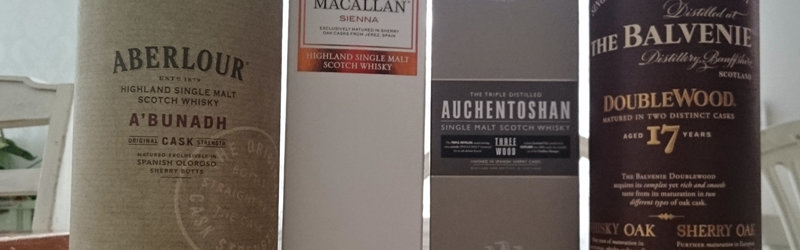 ABERLOUR
ESTD 1879
HIGHLAND SINGLE MALT
SCOTCH WHISKY
A'BUNADH
ORIGINAL CASK STRENGTH
MATURED EXCLUSIVELY IN
SPANISH OLOROSO
SHERRY BUTTS
MACALLAN
SIENNA
EXCLUSIVELY MATURED IN SHERRY
OAK CASKS FROM JEREZ, SPAIN
HIGHLAND SINGLE MALT
SCOTCH WHISKY
THE TRIPLE DISTILLED
AUCHENTOSHAN
SINGLE MALT SCOTCH WHISKY
THREE
WOOD
Distilled at
THE BALVENIE
Distillery, Banffshire
SCOTLAND
DOUBLEWOOD
MATURED IN TWO DISTINCT CASKS
AGED 17 YEARS
The Balvenie Doublewood
acquires its complex yet rich and smooth
taste from its maturation in two
different types of oak cask.
WHISKY OAK SHERRY OAK